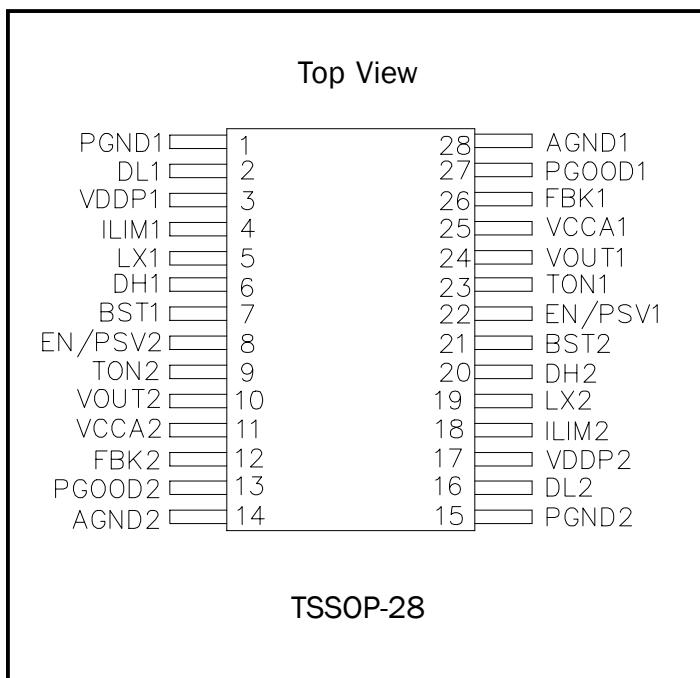 Top View
PGND1 1 28 AGND1
DL1 2 27 PGOOD1
VDDP1 3 26 FBK1
ILIM1 4 25 VCCA1
LX1 5 24 VOUT1
DH1 6 23 TON1
BST1 7 22 EN/PSV1
EN/PSV2 8 21 BST2
TON2 9 20 DH2
VOUT2 10 19 LX2
VCCA2 11 18 ILIM2
FBK2 12 17 VDDP2
PGOOD2 13 16 DL2
AGND2 14 15 PGND2
TSSOP-28